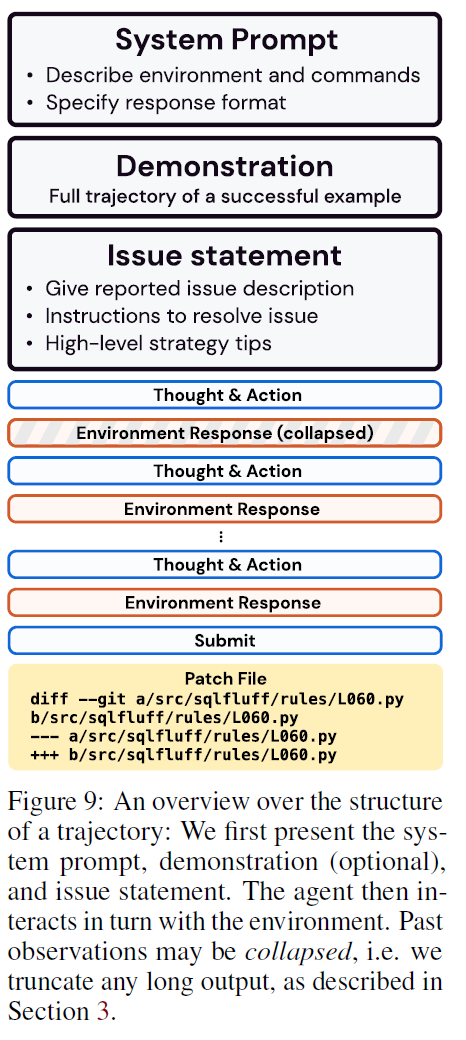 System Prompt
• Describe environment and commands
• Specify response format
Demonstration
Full trajectory of a successful example
Issue statement
• Give reported issue description
• Instructions to resolve issue
• High-level strategy tips
Thought & Action
Environment Response (collapsed)
Thought & Action
Environment Response
⋮
Thought & Action
Environment Response
Submit
Patch File
diff --git a/src/sqlfluff/rules/L060.py
b/src/sqlfluff/rules/L060.py
--- a/src/sqlfluff/rules/L060.py
+++ b/src/sqlfluff/rules/L060.py
Figure 9: An overview over the structure
of a trajectory: We first present the sys-
tem prompt, demonstration (optional),
and issue statement. The agent then in-
teracts in turn with the environment. Past
observations may be collapsed, i.e. we
truncate any long output, as described in
Section 3.